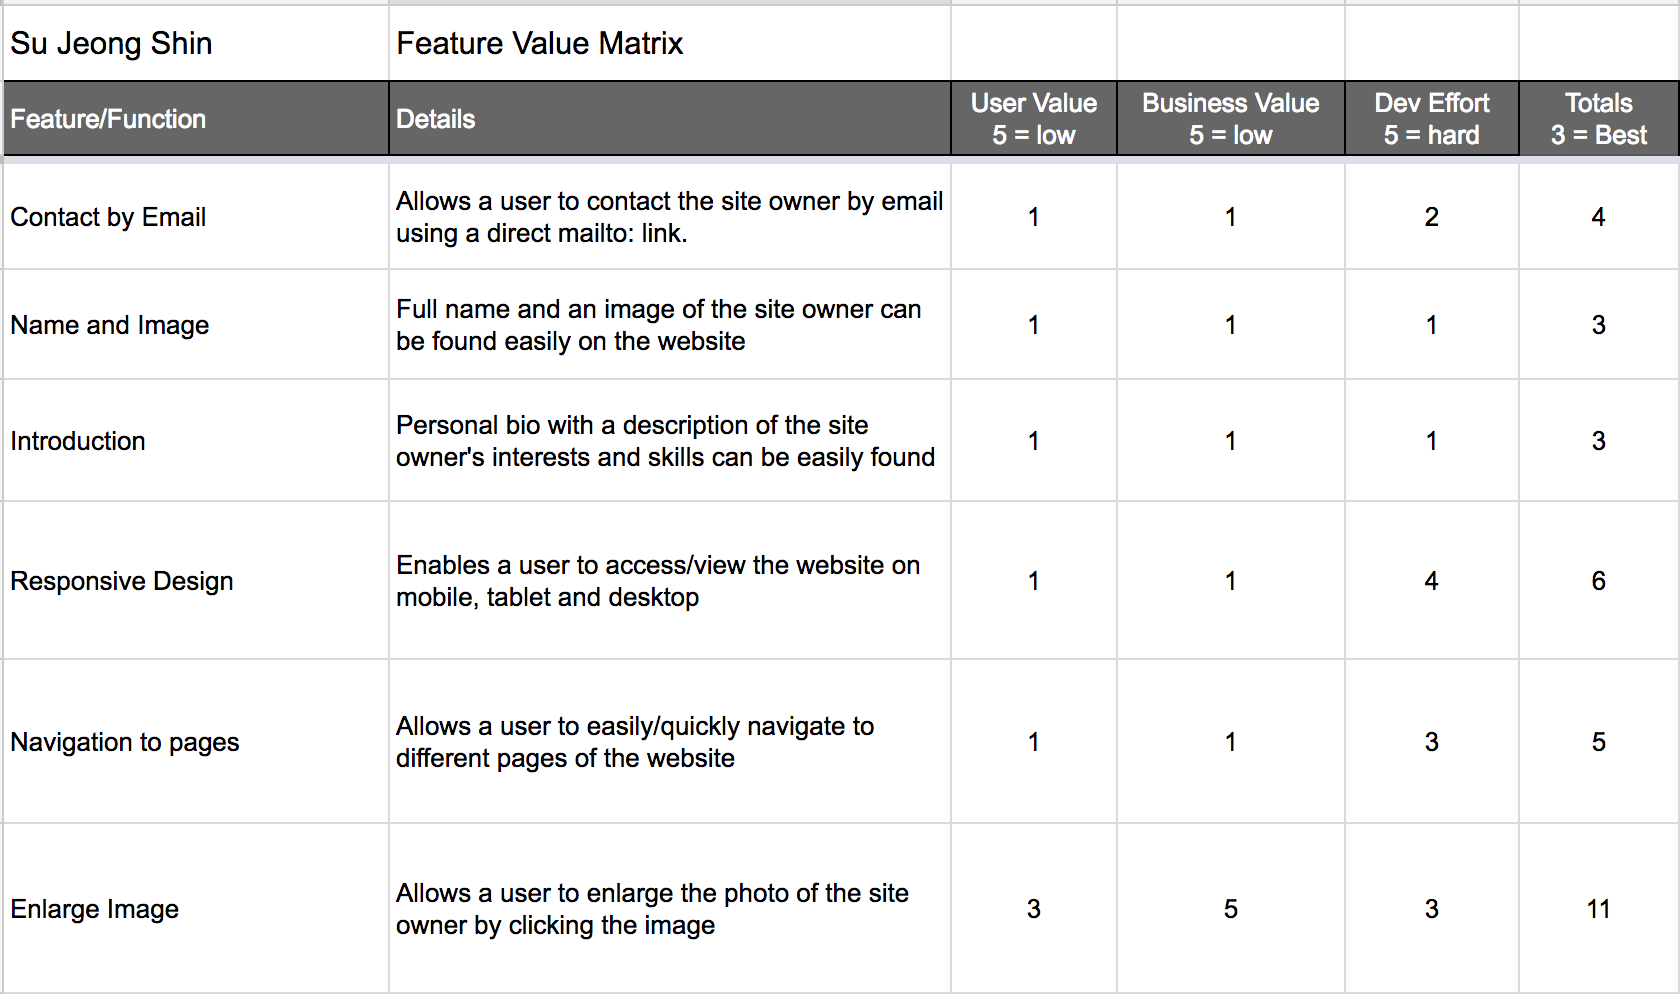 Su Jeong Shin Feature Value Matrix
Feature/Function Details User Value Business Value Dev Effort Totals
5 = low 5 = low 5 = hard 3 = Best
Contact by Email Allows a user to contact the site owner by email 1 1 2 4
using a direct mailto: link.
Name and Image Full name and an image of the site owner can 1 1 1 3
be found easily on the website
Introduction Personal bio with a description of the site 1 1 1 3
owner's interests and skills can be easily found
Responsive Design Enables a user to access/view the website on 1 1 4 6
mobile, tablet and desktop
Navigation to pages Allows a user to easily/quickly navigate to 1 1 3 5
different pages of the website
Enlarge Image Allows a user to enlarge the photo of the site 3 5 3 11
owner by clicking the image